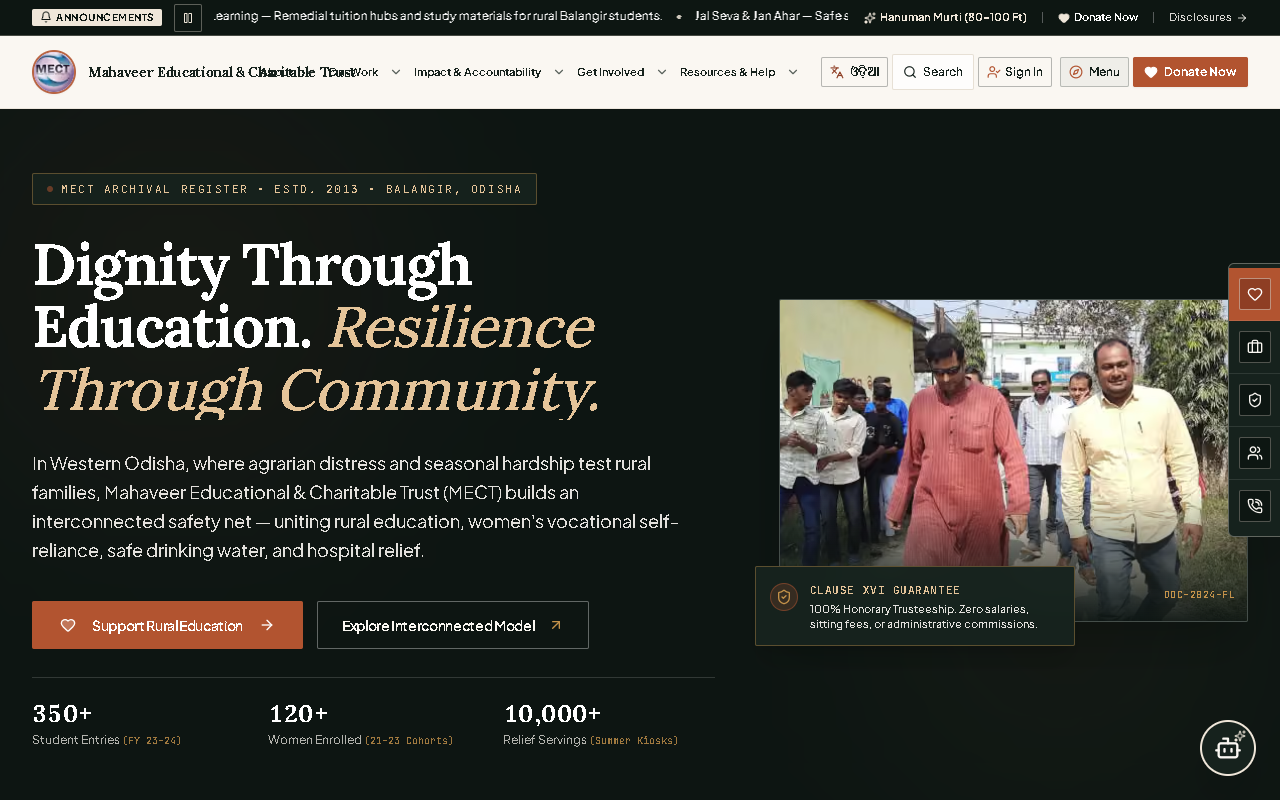 ANNOUNCEMENTS
earning — Remedial tuition hubs and study materials for rural Balangir students. • Jal Seva & Jan Ahar — Safe
Hanuman Murti (80–100 Ft)
Donate Now
Disclosures →
MECT
Mahaveer Educational & Charitable Trust
Work
Impact & Accountability
Get Involved
Resources & Help
ଓଡ଼ିଆ
Search
Sign In
Menu
Donate Now
MECT ARCHIVAL REGISTER • ESTD. 2013 • BALANGIR, ODISHA
Dignity Through
Education. Resilience
Through Community.
In Western Odisha, where agrarian distress and seasonal hardship test rural
families, Mahaveer Educational & Charitable Trust (MECT) builds an
interconnected safety net — uniting rural education, women's vocational self-
reliance, safe drinking water, and hospital relief.
Support Rural Education →
Explore Interconnected Model
CLAUSE XVI GUARANTEE
100% Honorary Trusteeship. Zero salaries,
sitting fees, or administrative commissions.
DOC-2024-FL
350+
Student Entries (FY 23-24)
120+
Women Enrolled (21-23 Cohorts)
10,000+
Relief Servings (Summer Kiosks)